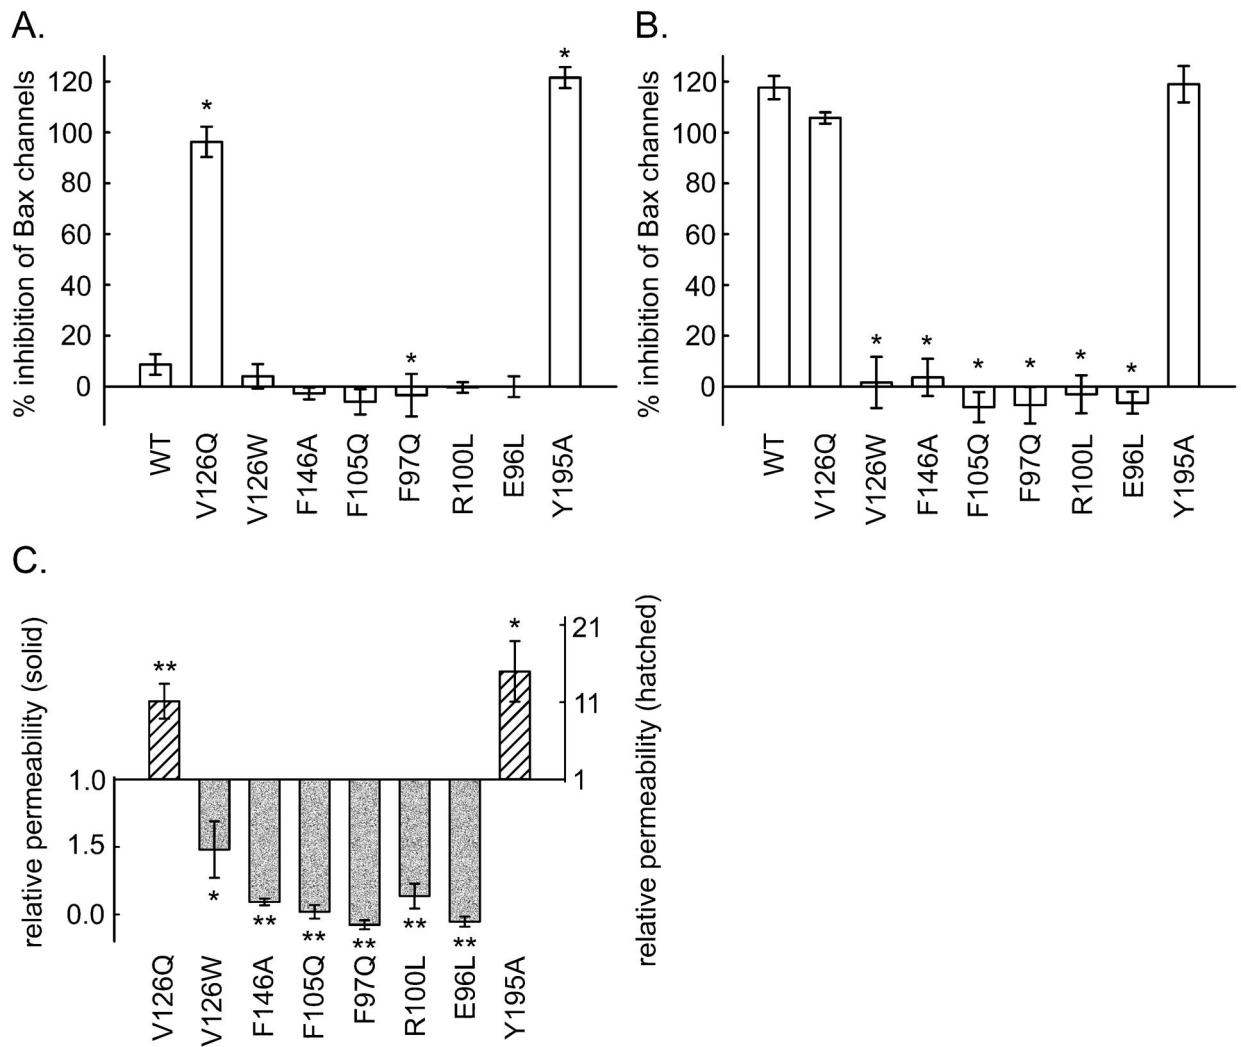 A.
% inhibition of Bax channels
120
100
80
60
40
20
0
*
*
*
WT
V126Q
V126W
F146A
F105Q
F97Q
R100L
E96L
Y195A
B.
% inhibition of Bax channels
120
100
80
60
40
20
0
*
*
*
*
*
*
WT
V126Q
V126W
F146A
F105Q
F97Q
R100L
E96L
Y195A
C.
relative permeability (solid)
1.0
1.5
0.0
**
*
**
**
**
**
**
*
21
11
1
relative permeability (hatched)
V126Q
V126W
F146A
F105Q
F97Q
R100L
E96L
Y195A